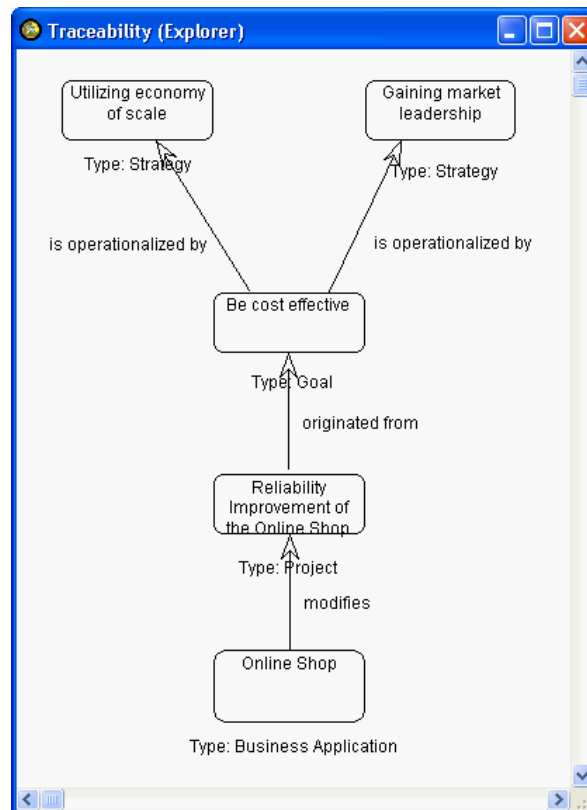 Traceability (Explorer)
Utilizing economy
of scale
Gaining market
leadership
Type: Strategy
Type: Strategy
is operationalized by
is operationalized by
Be cost effective
Type: Goal
originated from
Reliability
Improvement of
the Online Shop
Type: Project
modifies
Online Shop
Type: Business Application